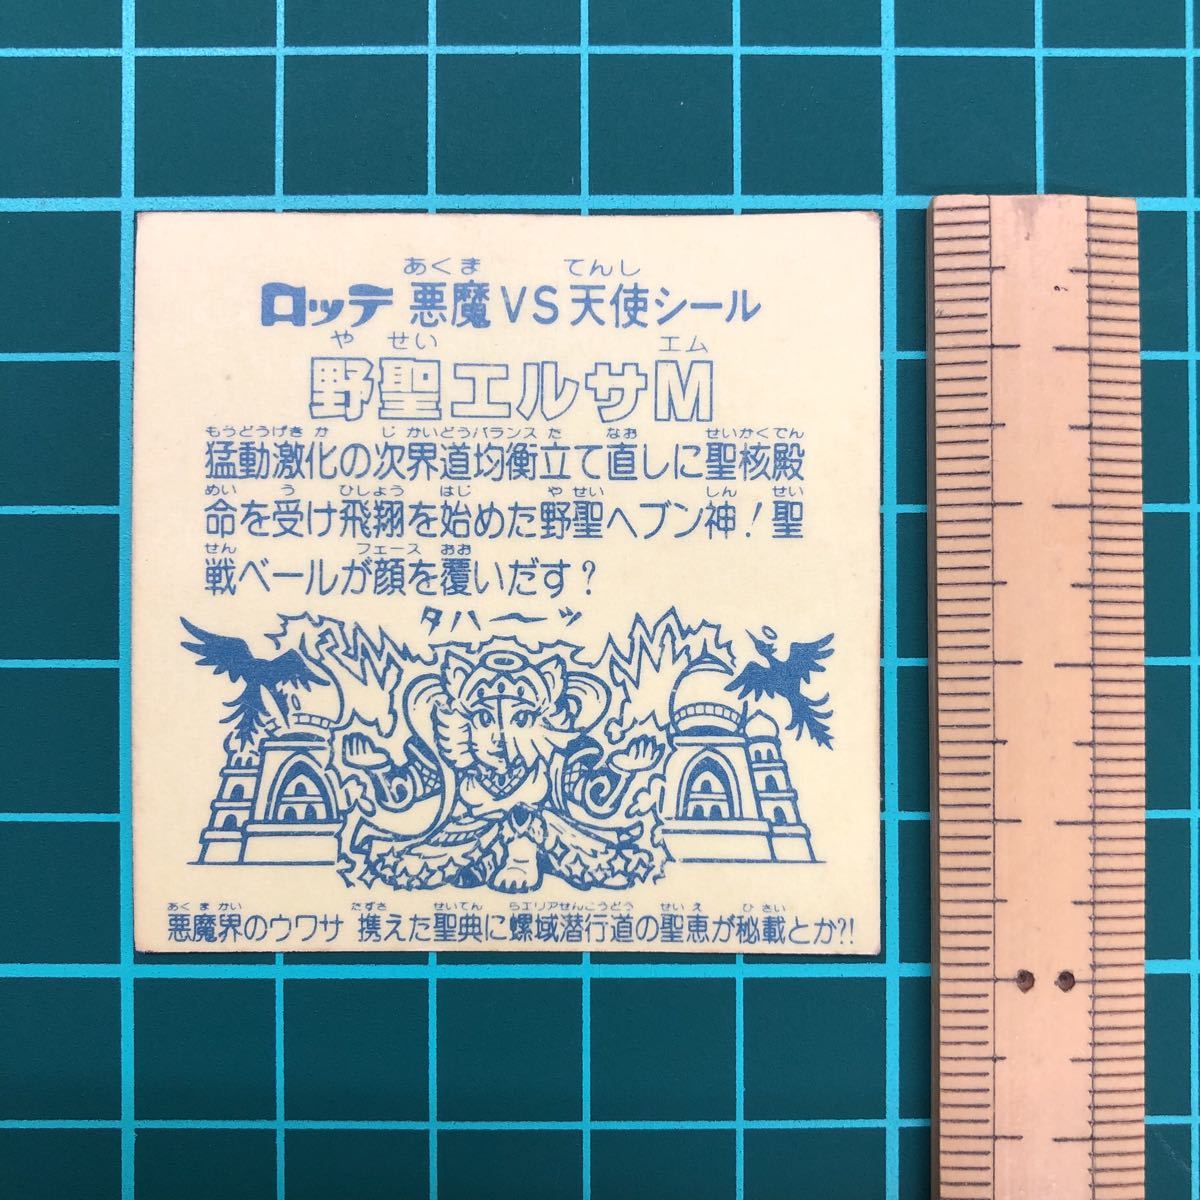 あくま てんし
ロッテ 悪魔VS天使シール
やせい エム
野聖エルサM
もうどうげきか じかいどうバランスた なお せいかくでん
猛動激化の次界道均衡立て直しに聖核殿
めい う ひしょう はじ やせい しん せい
命を受け飛翔を始めた野聖ヘブン神！聖
せん フェース おお
戦ベールが顔を覆いだす？
タハーッ
あくまかい たずさ せいてん らエリアせんこうどう せいえ ひさい
悪魔界のウワサ 携えた聖典に螺域潜行道の聖恵が秘載とか?!